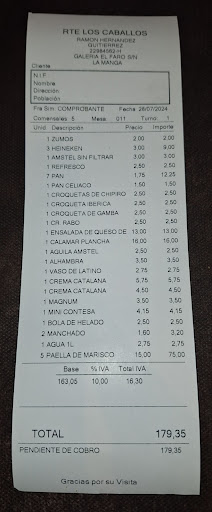 RTE LOS CABALLOS
RAMON HERNANDEZ
GUITIERREZ
22984562-H
GALERIA EL FARO S/N
LA MANGA
Cliente
N.I.F.
Nombre
Dirección
Población
Fra Sim. COMPROBANTE Fecha 26/07/2024
Comensales 5 Mesa 011 Turno 1
Unid. Descripción Precio Importe
1 ZUMOS 2,00 2,00
3 HEINEKEN 3,00 9,00
1 AMSTEL SIN FILTRAR 3,00 3,00
1 REFRESCO 2,50 2,50
7 PAN 1,75 12,25
1 PAN CELIACO 1,50 1,50
1 CROQUETAS DE CHIPIRO 2,50 2,50
1 CROQUETA IBERICA 2,50 2,50
1 CROQUETA DE GAMBA 2,50 2,50
1 CR. RABO 2,50 2,50
1 ENSALADA DE QUESO DE 13,00 13,00
1 CALAMAR PLANCHA 16,00 16,00
1 AQUILA AMSTEL 2,50 2,50
1 ALHAMBRA 3,50 3,50
1 VASO DE LATINO 2,75 2,75
1 CREMA CATALANA 5,75 5,75
1 CREMA CATALANA 4,50 4,50
1 MAGNUM 3,50 3,50
1 MINI CONTESA 4,15 4,15
1 BOLA DE HELADO 2,50 2,50
2 MANCHADO 1,60 3,20
1 AGUA 1L 2,75 2,75
5 PAELLA DE MARISCO 15,00 75,00
Base % IVA Total IVA
163,05 10,00 16,30
TOTAL 179,35
PENDIENTE DE COBRO 179,35
Gracias por su Visita